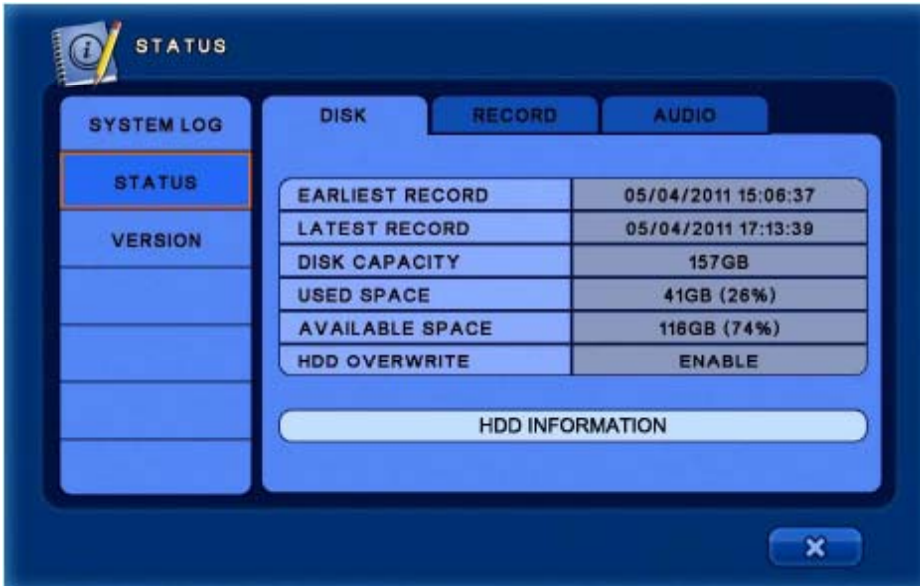 STATUS
SYSTEM LOG
STATUS
VERSION
DISK RECORD AUDIO
EARLIEST RECORD 05/04/2011 15:06:37
LATEST RECORD 05/04/2011 17:13:39
DISK CAPACITY 157GB
USED SPACE 41GB (26%)
AVAILABLE SPACE 116GB (74%)
HDD OVERWRITE ENABLE
HDD INFORMATION